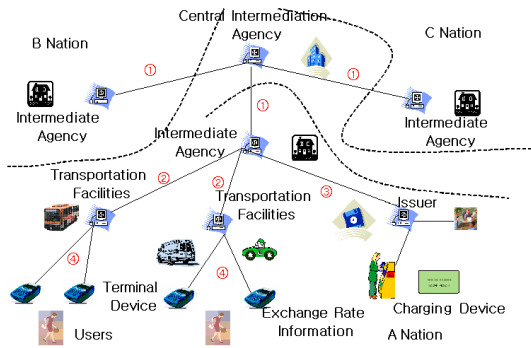 Central Intermediation
Agency
B Nation
C Nation
①
①
①
Intermediate
Agency
Intermediate
Agency
Intermediate
Agency
Transportation
Facilities
②
②
③
Transportation
Facilities
Issuer
④
④
Terminal
Device
Exchange Rate
Information
Charging Device
Users
A Nation